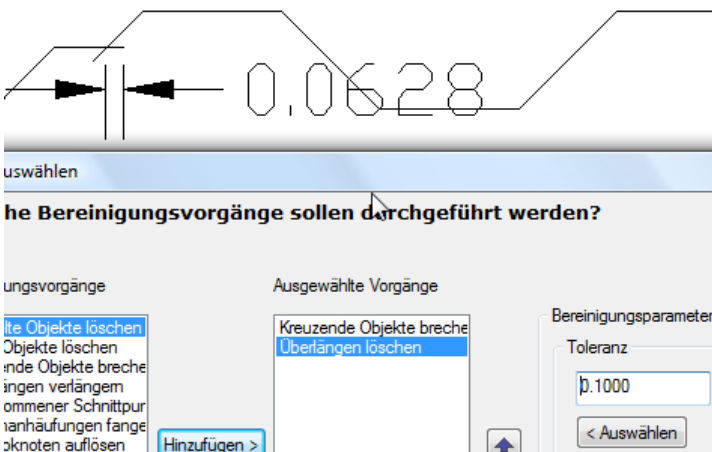 0.0628
uswählen
he Bereinigungsvorgänge sollen durchgeführt werden?
ungsvorgänge
Ausgewählte Vorgänge
lte Objekte löschen
Objekte löschen
ende Objekte breche
ängen verlängern
ommener Schnittpur
nanhäufungen fange
oknoten auflösen
Hinzufügen >
Kreuzende Objekte breche
Überlängen löschen
Bereinigungsparameter
Toleranz
0.1000
< Auswählen